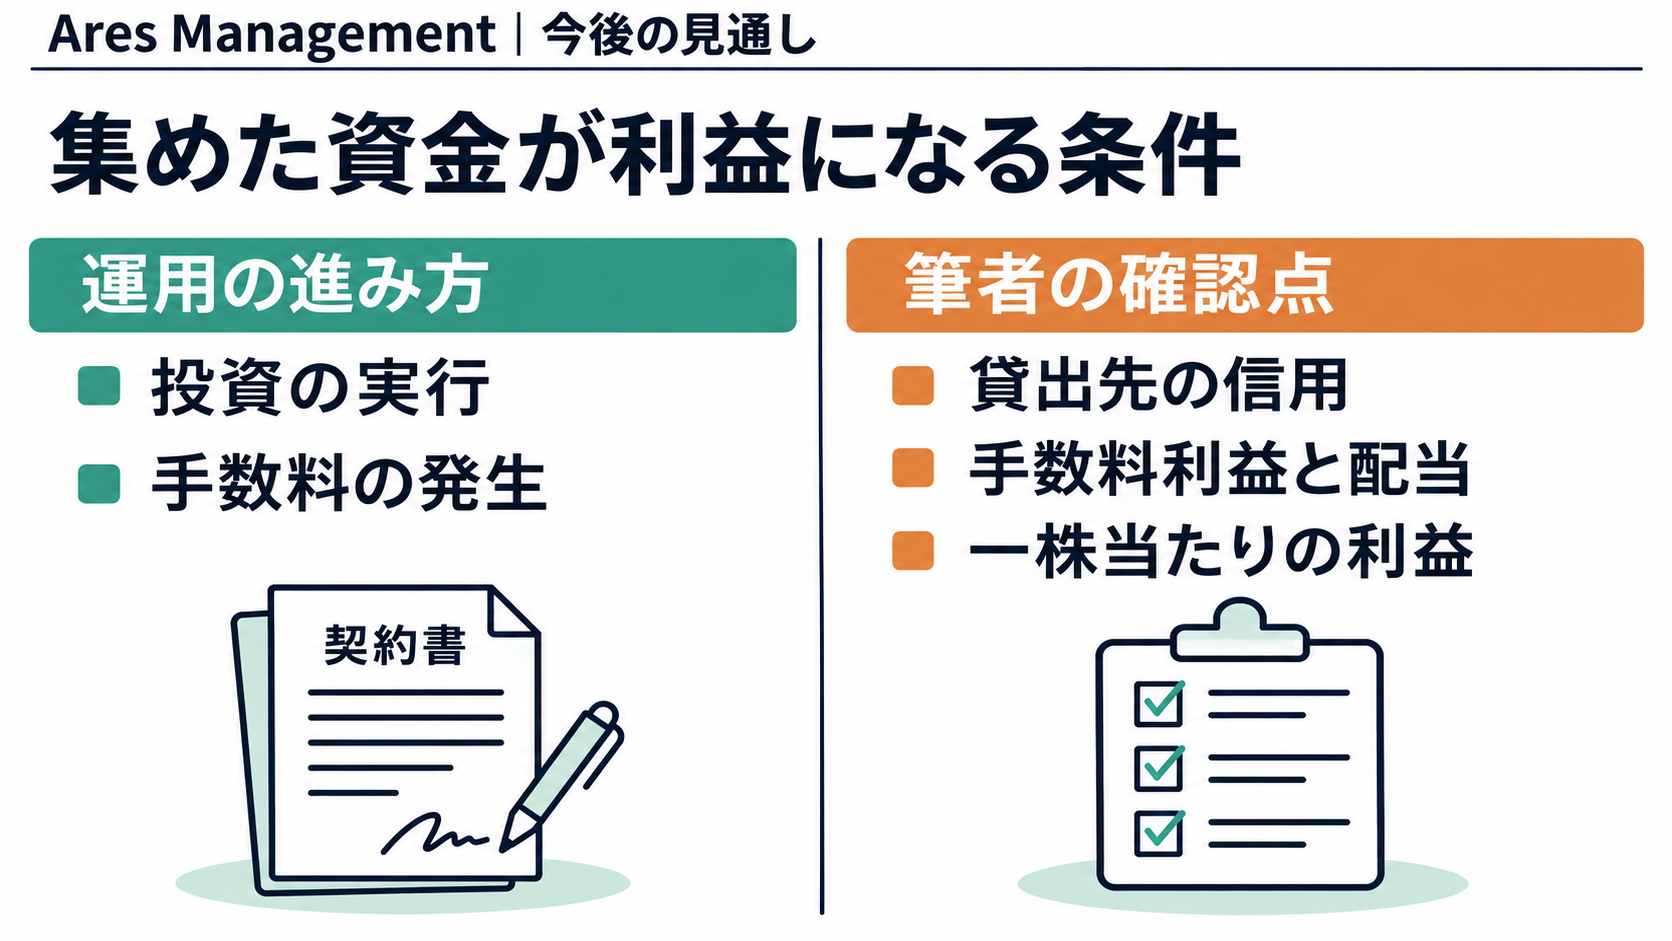 Ares Management｜今後の見通し
集めた資金が利益になる条件
運用の進み方
投資の実行
手数料の発生
契約書
筆者の確認点
貸出先の信用
手数料利益と配当
一株当たりの利益